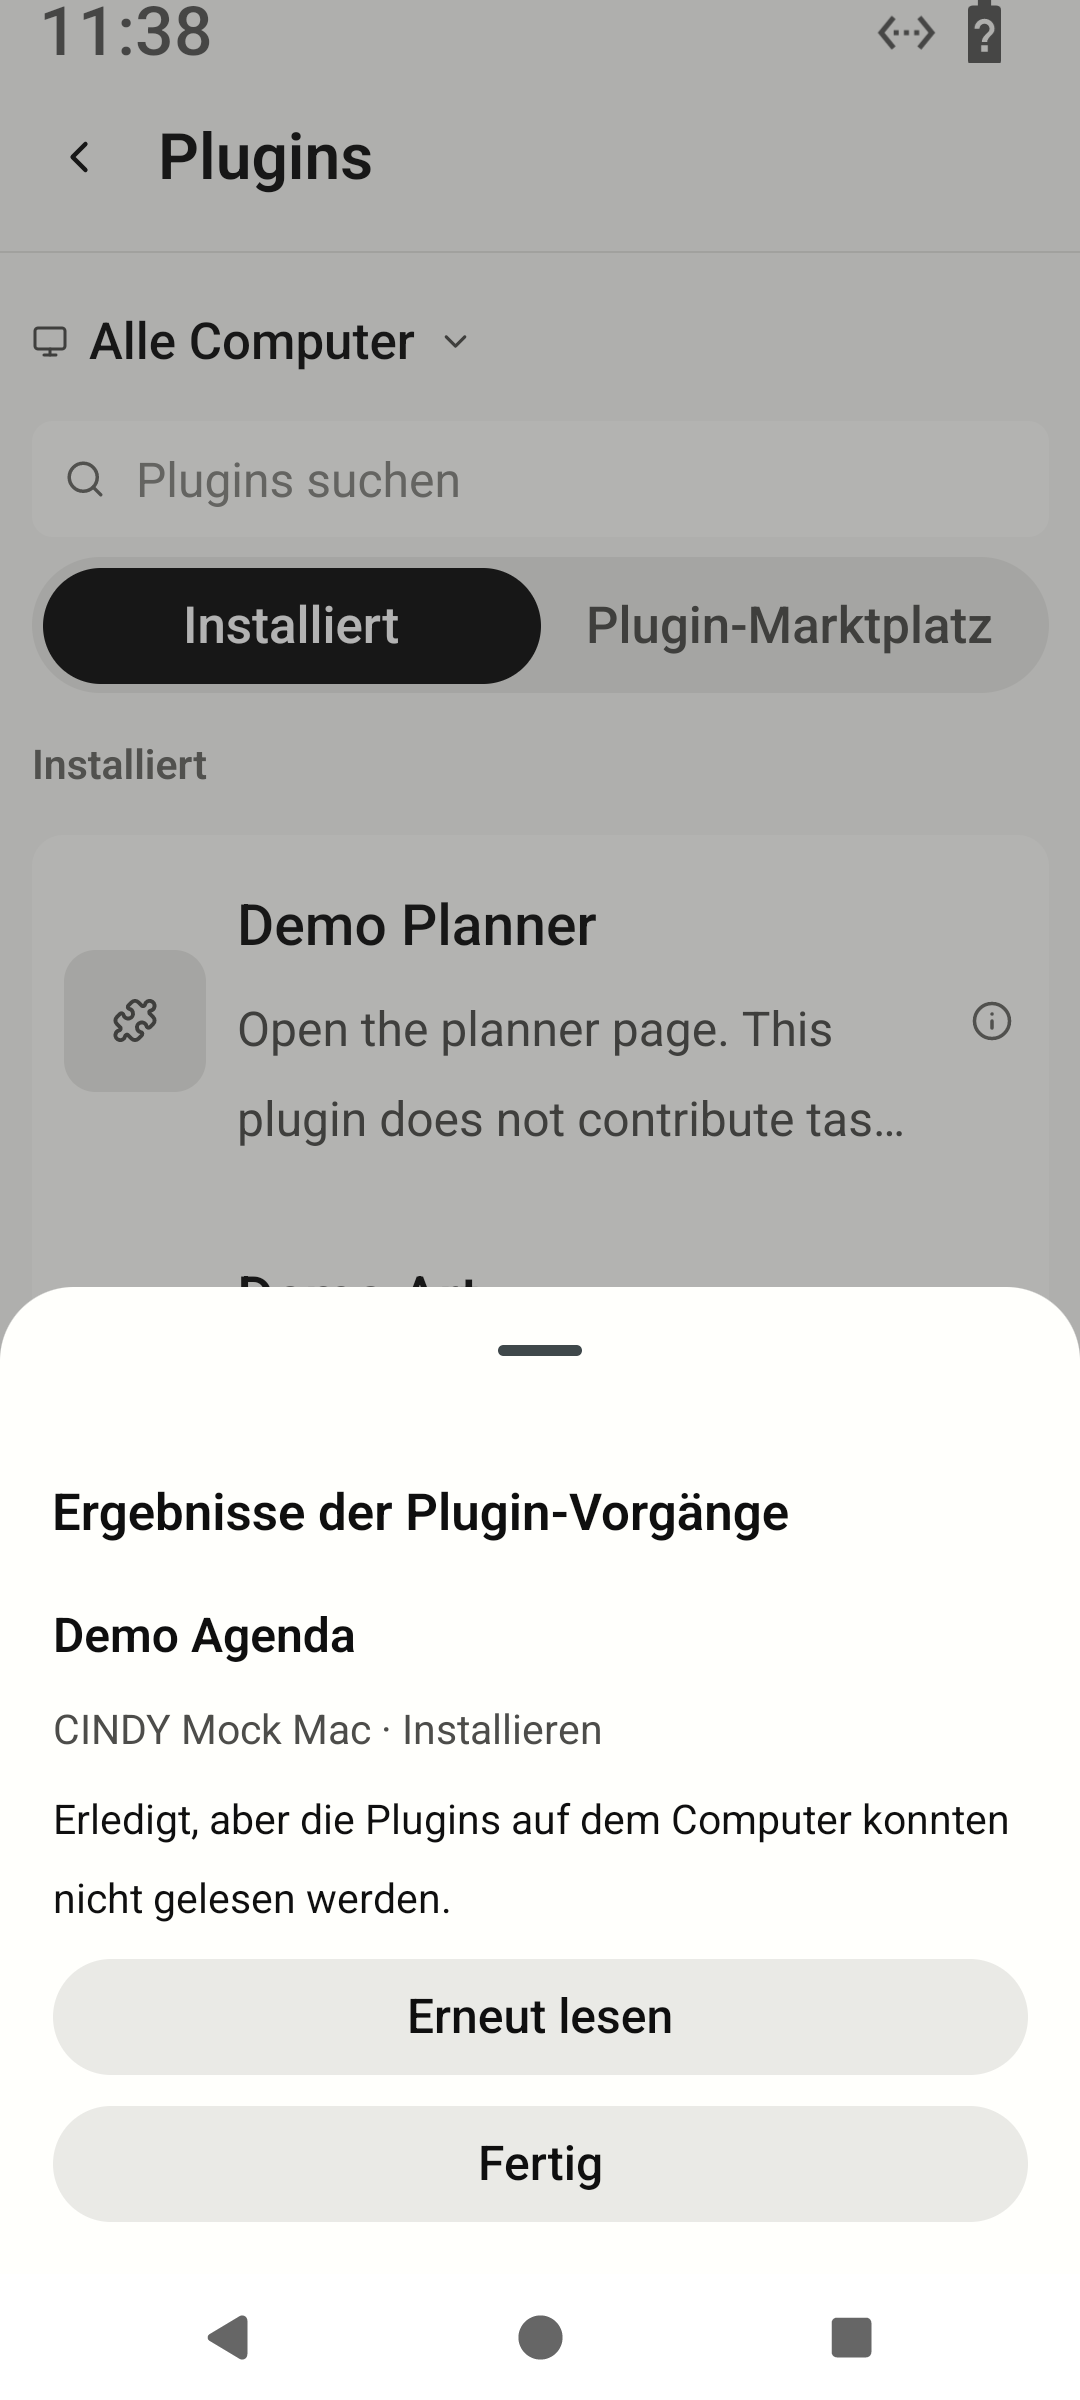 11:38
Plugins
Alle Computer
Plugins suchen
Installiert
Plugin-Marktplatz
Installiert
Demo Planner
Open the planner page. This
plugin does not contribute tas…
Demo Art
Ergebnisse der Plugin-Vorgänge
Demo Agenda
CINDY Mock Mac · Installieren
Erledigt, aber die Plugins auf dem Computer konnten
nicht gelesen werden.
Erneut lesen
Fertig